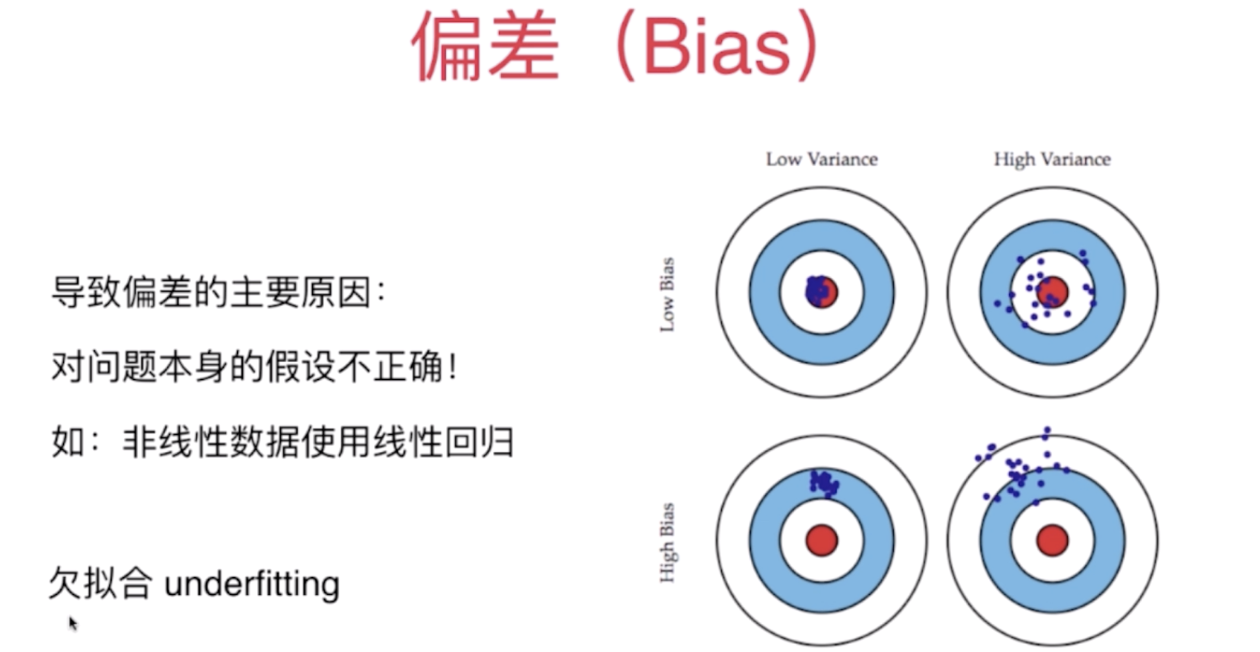 偏差（Bias）
导致偏差的主要原因：
对问题本身的假设不正确！
如：非线性数据使用线性回归
欠拟合 underfitting
Low Variance
High Variance
Low Bias
High Bias